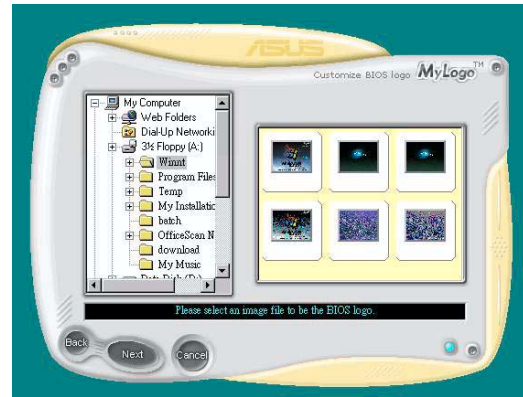 ASUS
Customize BIOS logo MyLogo™
My Computer
Web Folders
Dial-Up Networki
3½ Floppy (A:)
Winnt
Program Files
Temp
My Installatic
batch
OfficeScan N
download
My Music
Please select an image file to be the BIOS logo.
Back
Next
Cancel